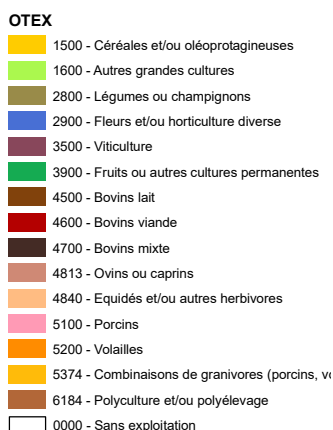 OTEX
1500 - Céréales et/ou oléoprotagineuses
1600 - Autres grandes cultures
2800 - Légumes ou champignons
2900 - Fleurs et/ou horticulture diverse
3500 - Viticulture
3900 - Fruits ou autres cultures permanentes
4500 - Bovins lait
4600 - Bovins viande
4700 - Bovins mixte
4813 - Ovins ou caprins
4840 - Equidés et/ou autres herbivores
5100 - Porcins
5200 - Volailles
5374 - Combinaisons de granivores (porcins, vo
6184 - Polyculture et/ou polyélevage
0000 - Sans exploitation